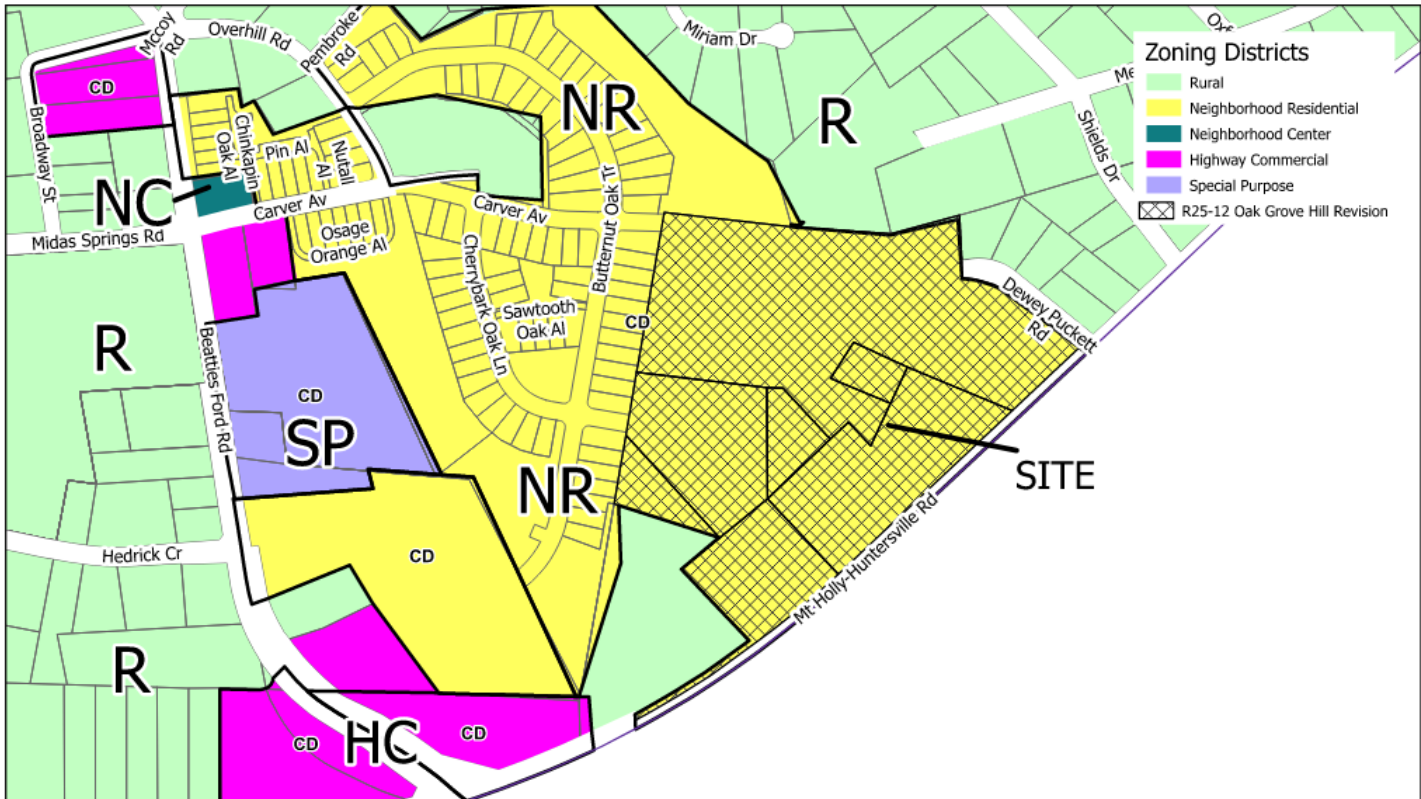 Mccoy
Rd
Overhill Rd
Pembroke
Rd
Miriam Dr
Zoning Districts
Rural
Neighborhood Residential
Neighborhood Center
Highway Commercial
Special Purpose
R25-12 Oak Grove Hill Revision
CD
Broadway St
Chinkapin
Oak Al
Pin Al
Nutall
Al
NR
R
Shields Dr
NC
Carver Av
Carver Av
Butternut Oak Tr
Midas Springs Rd
Osage
Orange Al
Cherrybark Oak Ln
Sawtooth
Oak Al
CD
Dewey Puckett
Rd
R
Beatties Ford Rd
CD
SP
NR
SITE
Mt Holly-Huntersville Rd
Hedrick Cr
CD
R
CD
HC
CD